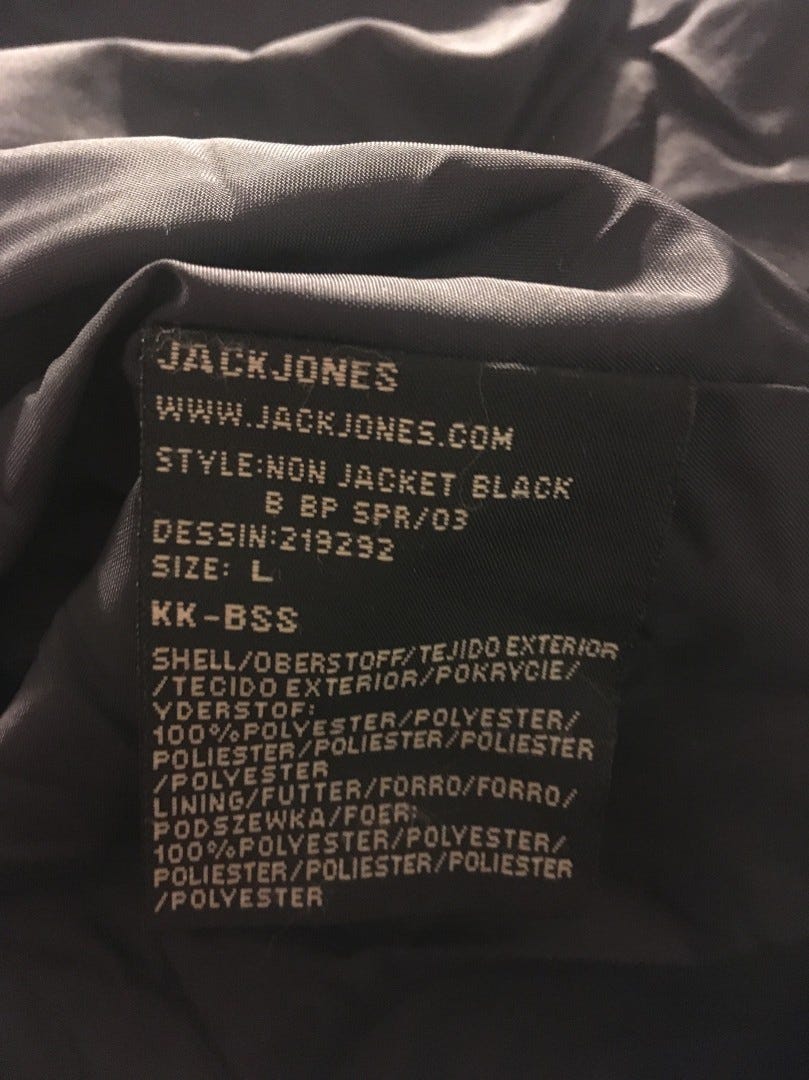 JACKJONES
WWW.JACKJONES.COM
STYLE:NON JACKET BLACK
B BP SPR/03
DESSIN:219292
SIZE: L
KK-BSS
SHELL/OBERSTOFF/TEJIDO EXTERIOR
/TECIDO EXTERIOR/POKRYCIE/
YDERSTOF:
100%POLYESTER/POLYESTER/
POLIESTER/POLIESTER/POLIESTER
/POLYESTER
LINING/FUTTER/FORRO/FORRO/
PODSZEWKA/FOER:
100%POLYESTER/POLYESTER/
POLIESTER/POLIESTER/POLIESTER
/POLYESTER